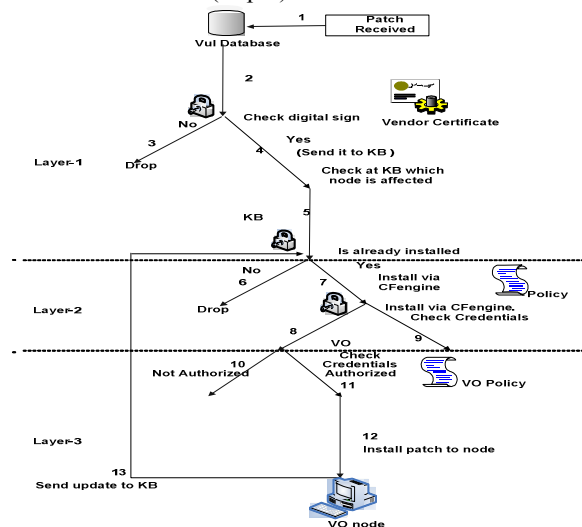 1
Patch
Received
Vul Database
2
Check digital sign
Vendor Certificate
No
3
Yes
4
(Send it to KB )
Layer-1
Drop
Check at KB which
node is affected
5
KB
Is already installed
No
6
Yes
7
Install via
CFengine
Policy
Layer-2
Drop
Install via CFengine.
Check Credentials
8
9
VO
10
Not Authorized
Check
Credentials
Authorized
11
VO Policy
Layer-3
12
Install patch to node
13
Send update to KB
VO node